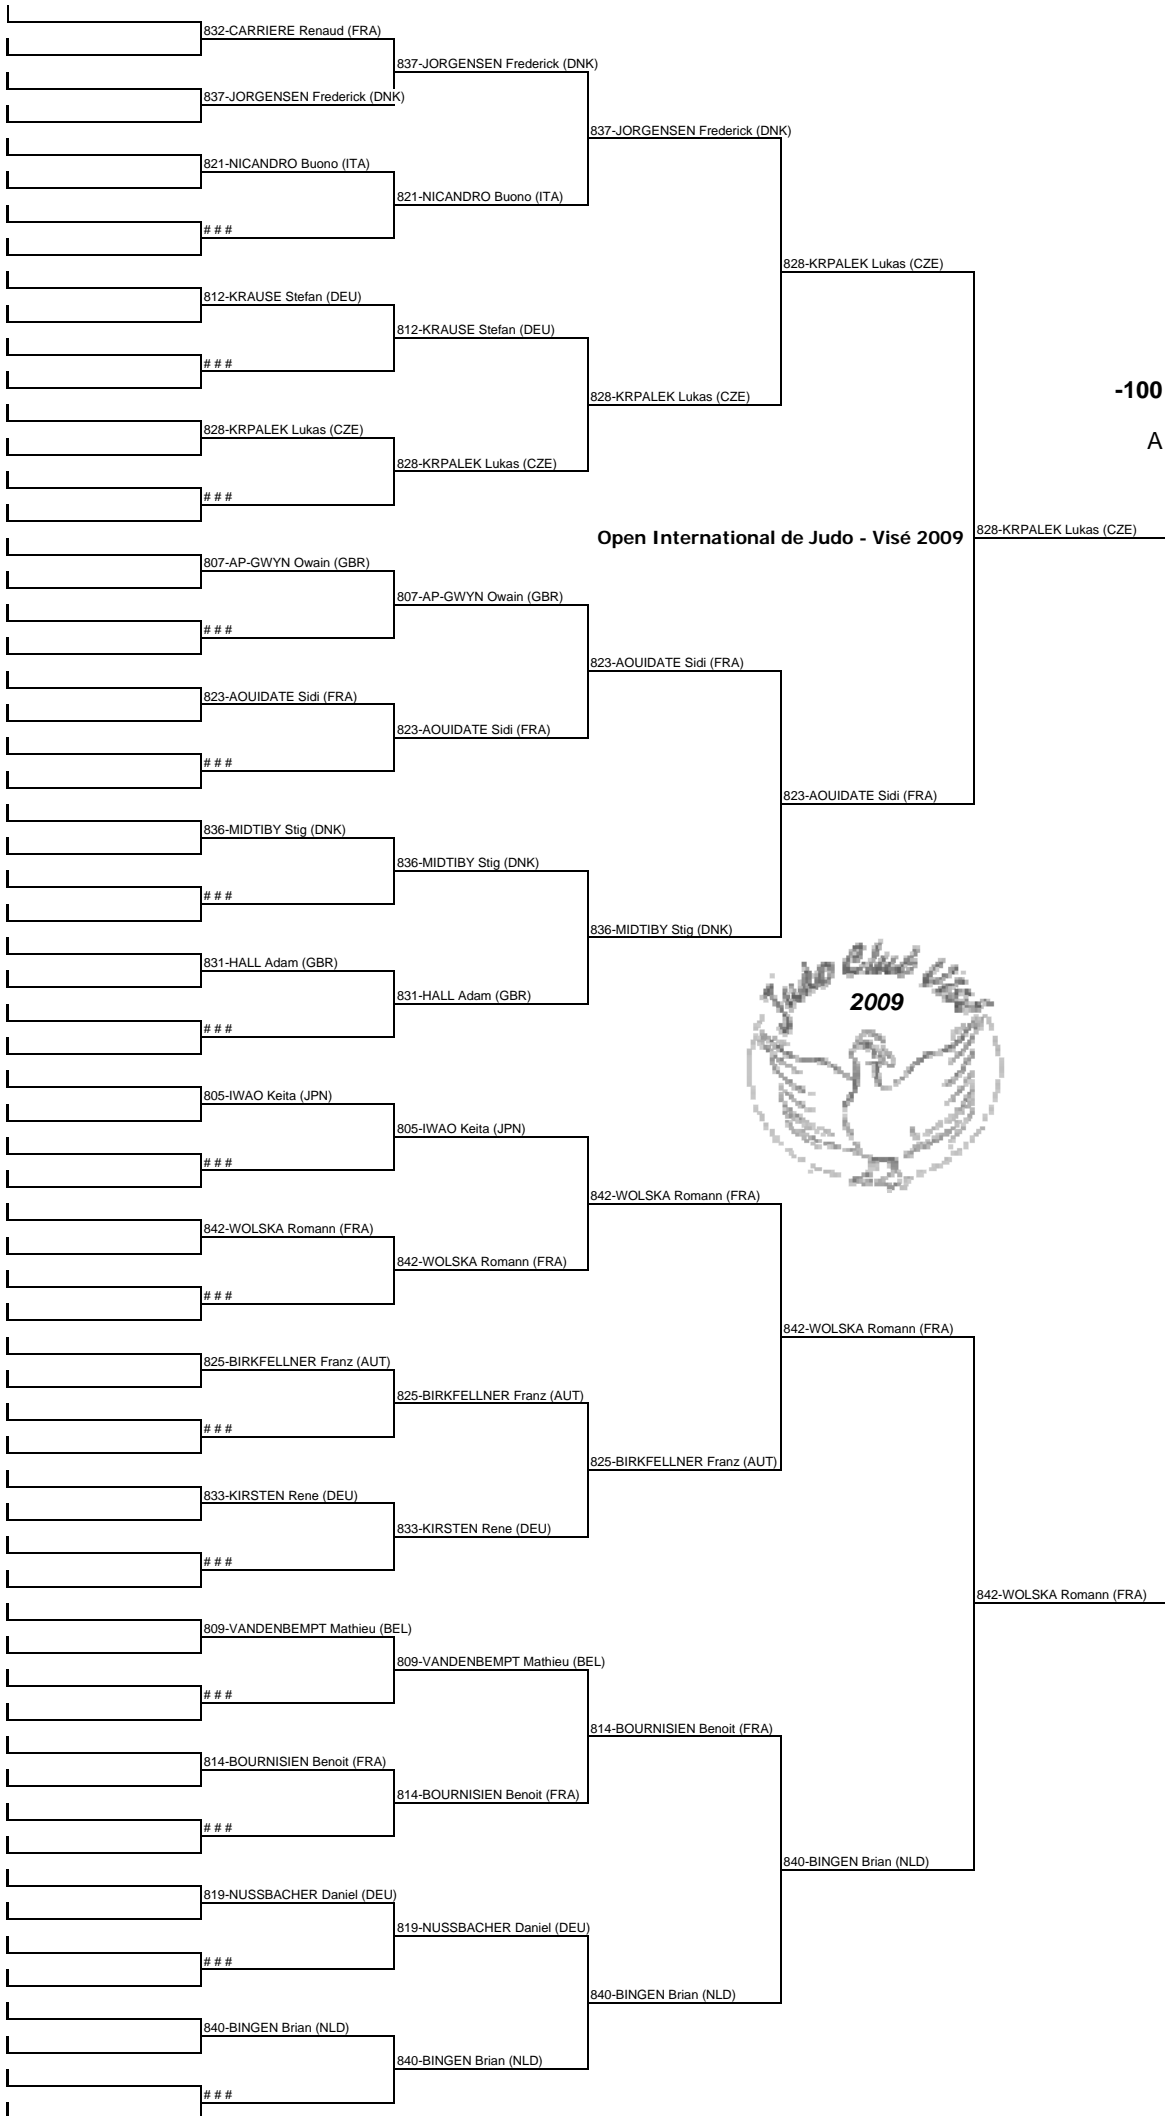 832-CARRIERE Renaud (FRA)
837-JORGENSEN Frederick (DNK)
837-JORGENSEN Frederick (DNK)
837-JORGENSEN Frederick (DNK)
821-NICANDRO Buono (ITA)
821-NICANDRO Buono (ITA)
# # #
828-KRPALEK Lukas (CZE)
812-KRAUSE Stefan (DEU)
812-KRAUSE Stefan (DEU)
# # #
-100
828-KRPALEK Lukas (CZE)
828-KRPALEK Lukas (CZE)
A
828-KRPALEK Lukas (CZE)
# # #
Open International de Judo - Visé 2009
828-KRPALEK Lukas (CZE)
807-AP-GWYN Owain (GBR)
807-AP-GWYN Owain (GBR)
# # #
823-AOUIDATE Sidi (FRA)
823-AOUIDATE Sidi (FRA)
823-AOUIDATE Sidi (FRA)
# # #
823-AOUIDATE Sidi (FRA)
836-MIDTIBY Stig (DNK)
836-MIDTIBY Stig (DNK)
# # #
836-MIDTIBY Stig (DNK)
831-HALL Adam (GBR)
831-HALL Adam (GBR)
Judo Club Visé
2009
# # #
805-IWAO Keita (JPN)
805-IWAO Keita (JPN)
# # #
842-WOLSKA Romann (FRA)
842-WOLSKA Romann (FRA)
842-WOLSKA Romann (FRA)
# # #
842-WOLSKA Romann (FRA)
825-BIRKFELLNER Franz (AUT)
825-BIRKFELLNER Franz (AUT)
# # #
825-BIRKFELLNER Franz (AUT)
833-KIRSTEN Rene (DEU)
833-KIRSTEN Rene (DEU)
# # #
842-WOLSKA Romann (FRA)
809-VANDENBEMPT Mathieu (BEL)
809-VANDENBEMPT Mathieu (BEL)
# # #
814-BOURNISIEN Benoit (FRA)
814-BOURNISIEN Benoit (FRA)
814-BOURNISIEN Benoit (FRA)
# # #
840-BINGEN Brian (NLD)
819-NUSSBACHER Daniel (DEU)
819-NUSSBACHER Daniel (DEU)
# # #
840-BINGEN Brian (NLD)
840-BINGEN Brian (NLD)
840-BINGEN Brian (NLD)
# # #